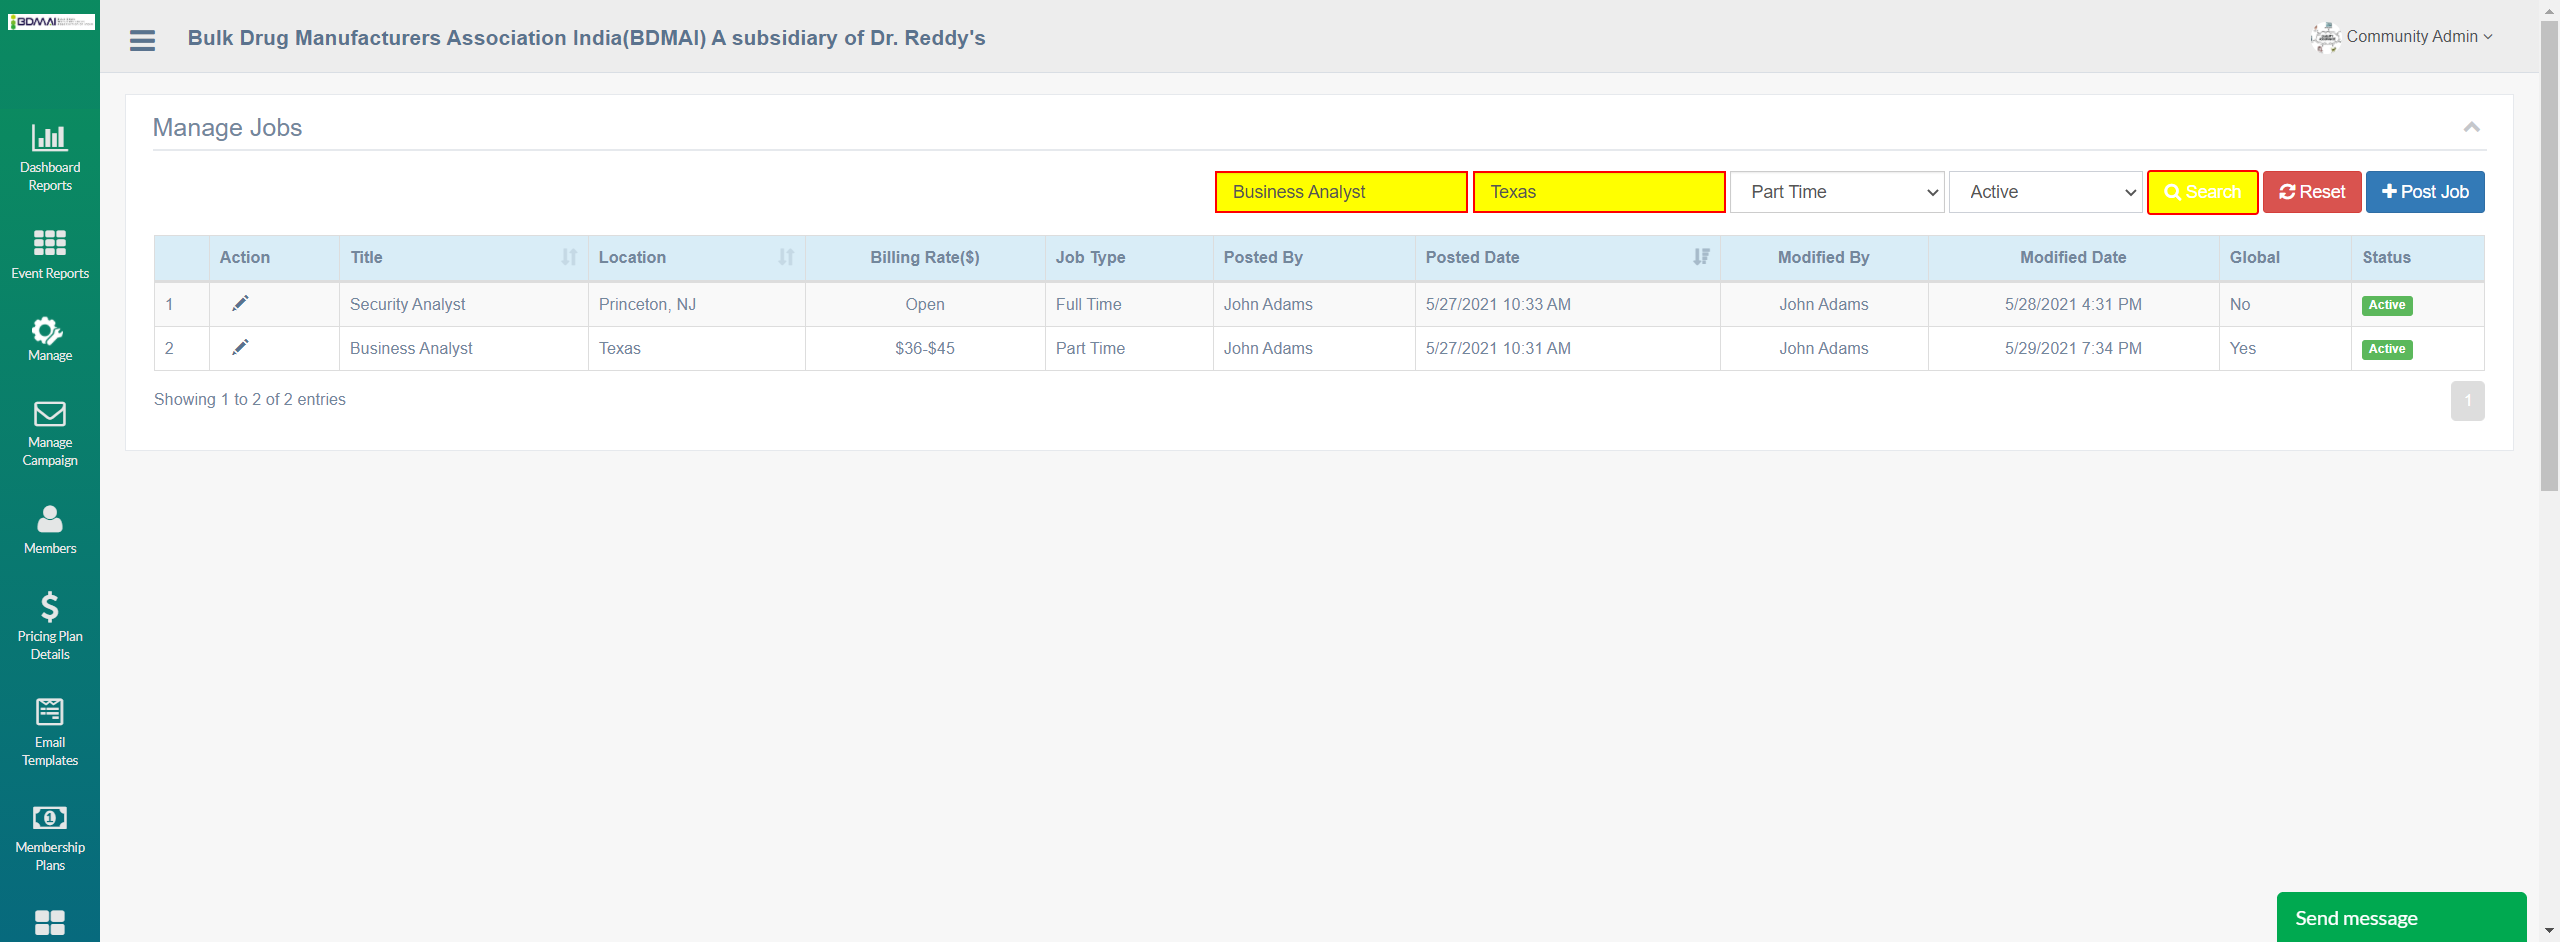 BDMAI
Bulk Drug Manufacturers Association India(BDMAI) A subsidiary of Dr. Reddy's
Community Admin
Dashboard
Reports
Event Reports
Manage
Manage
Campaign
Members
Pricing Plan
Details
Email
Templates
Membership
Plans
Manage Jobs
Business Analyst Texas Part Time Active Search Reset Post Job
Action Title Location Billing Rate($) Job Type Posted By Posted Date Modified By Modified Date Global Status
1 Security Analyst Princeton, NJ Open Full Time John Adams 5/27/2021 10:33 AM John Adams 5/28/2021 4:31 PM No Active
2 Business Analyst Texas $36-$45 Part Time John Adams 5/27/2021 10:31 AM John Adams 5/29/2021 7:34 PM Yes Active
Showing 1 to 2 of 2 entries
1
Send message